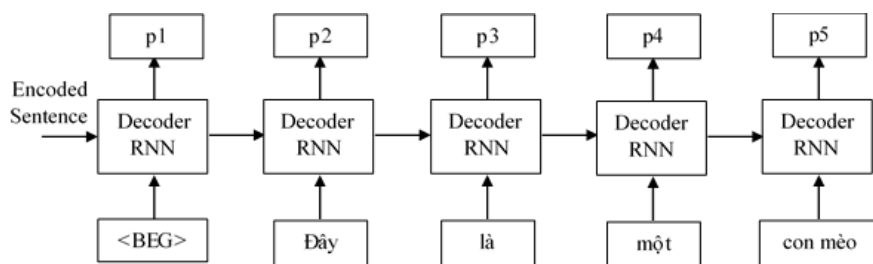 p1 p2 p3 p4 p5
Encoded
Sentence
Decoder Decoder Decoder Decoder Decoder
RNN RNN RNN RNN RNN
<BEG> Đây là một con mèo